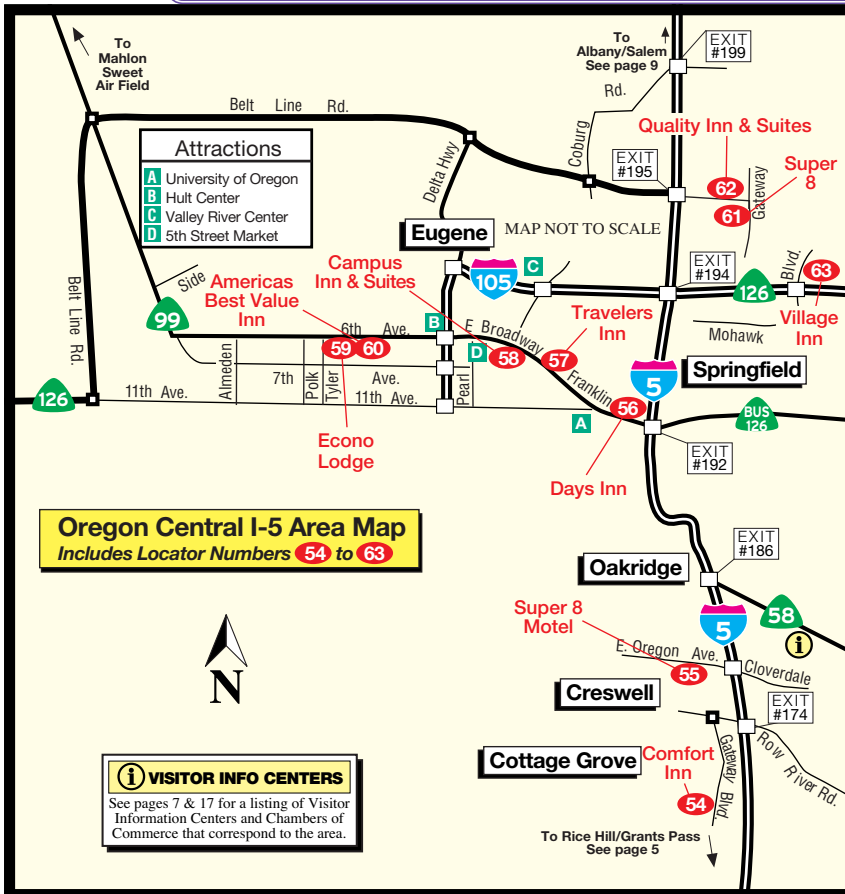 To
Mahlon
Sweet
Air Field
To
Albany/Salem
See page 9
EXIT
#199
Belt Line Rd.
Coburg Rd.
Quality Inn & Suites
Super
8
EXIT
#195
62
61
Gateway
Attractions
A University of Oregon
B Hult Center
C Valley River Center
D 5th Street Market
Delta Hwy
Eugene
MAP NOT TO SCALE
105
C
EXIT
#194
126
Blvd.
63
Village
Inn
Mohawk
Belt Line Rd.
Side
99
Americas
Best Value
Inn
Campus
Inn & Suites
Travelers
Inn
6th Ave.
B
E Broadway
D
59
60
58
57
Franklin
5
Springfield
Almeden
7th Ave.
Polk
Tyler
Pearl
126
11th Ave.
11th Ave.
A
56
BUS
126
EXIT
#192
Econo
Lodge
Days Inn
Oregon Central I-5 Area Map
Includes Locator Numbers 54 to 63
EXIT
#186
Oakridge
58
i
5
Super 8
Motel
E. Oregon Ave.
55
Cloverdale
Creswell
EXIT
#174
N
Cottage Grove
Comfort
Inn
54
Gateway Blvd.
Row River Rd.
i VISITOR INFO CENTERS
See pages 7 & 17 for a listing of Visitor
Information Centers and Chambers of
Commerce that correspond to the area.
To Rice Hill/Grants Pass
See page 5